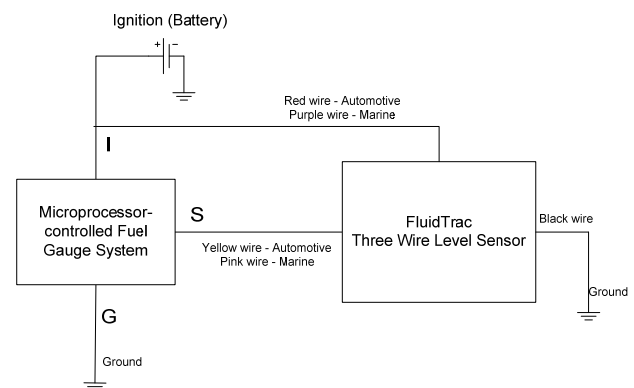 Ignition (Battery)
+ −
Red wire - Automotive
Purple wire - Marine
I
Microprocessor-
controlled Fuel
Gauge System
S
Yellow wire - Automotive
Pink wire - Marine
FluidTrac
Three Wire Level Sensor
Black wire
Ground
G
Ground